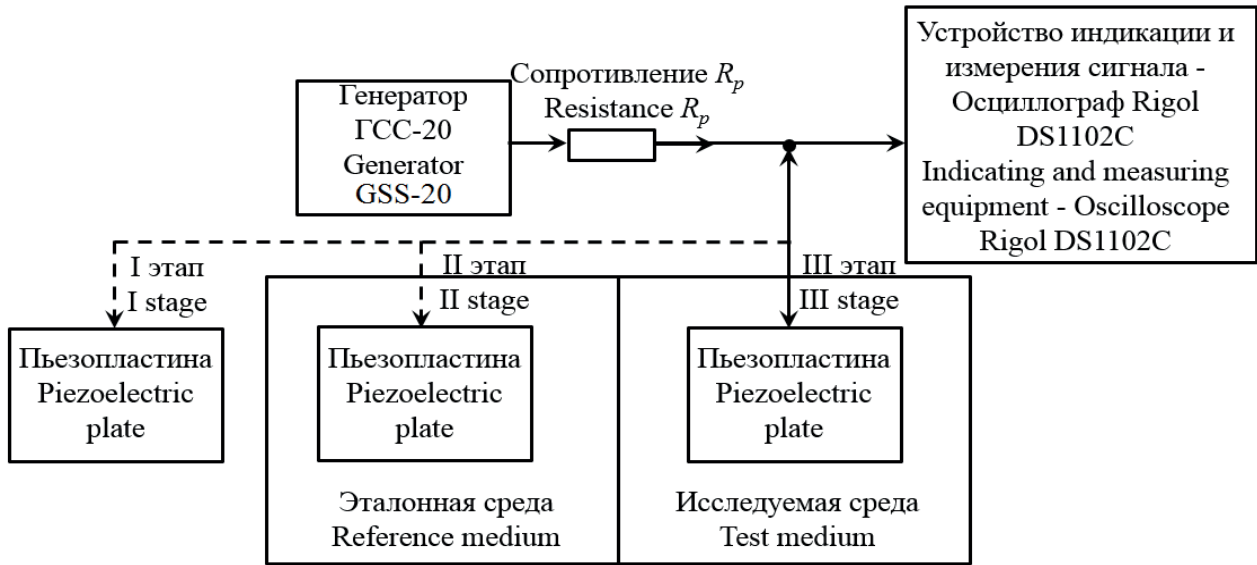 Генератор
ГСС-20
Generator
GSS-20
Сопротивление Rp
Resistance Rp
Устройство индикации и
измерения сигнала -
Осциллограф Rigol
DS1102C
Indicating and measuring
equipment - Oscilloscope
Rigol DS1102C
I этап
I stage
II этап
II stage
III этап
III stage
Пьезопластина
Piezoelectric
plate
Пьезопластина
Piezoelectric
plate
Пьезопластина
Piezoelectric
plate
Эталонная среда
Reference medium
Исследуемая среда
Test medium